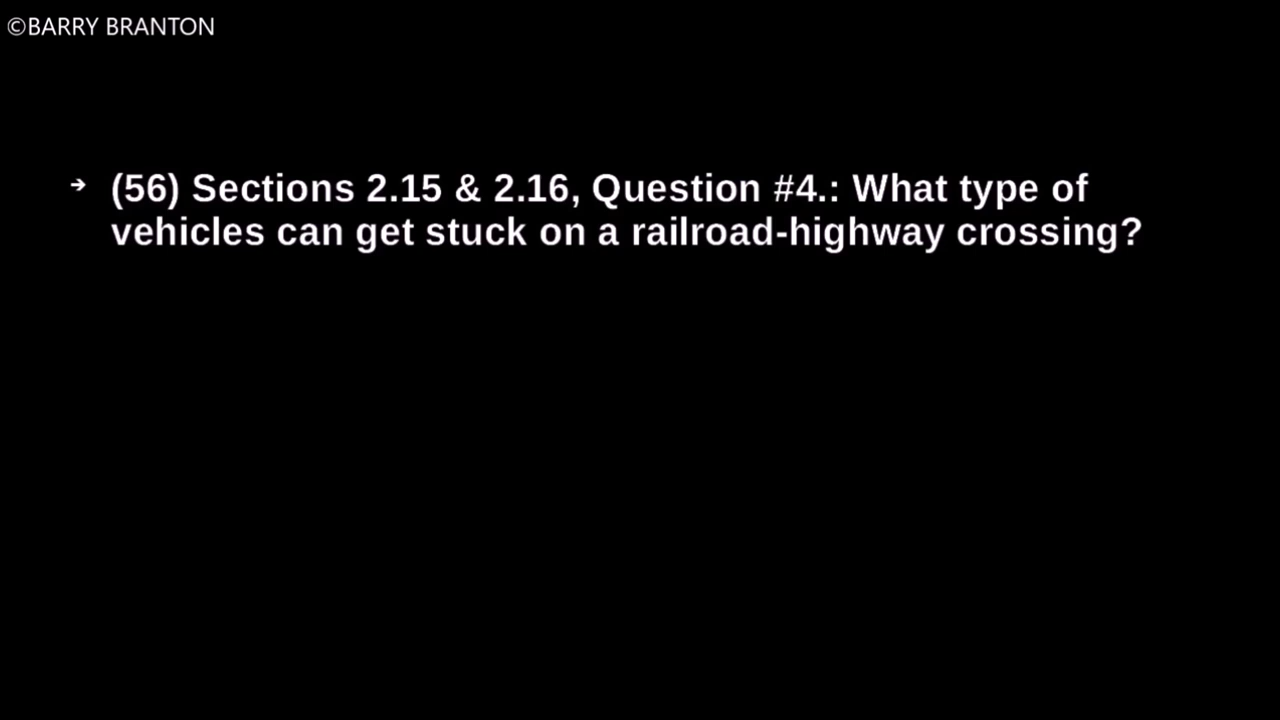 ©BARRY BRANTON
➔ (56) Sections 2.15 & 2.16, Question #4.: What type of
vehicles can get stuck on a railroad-highway crossing?